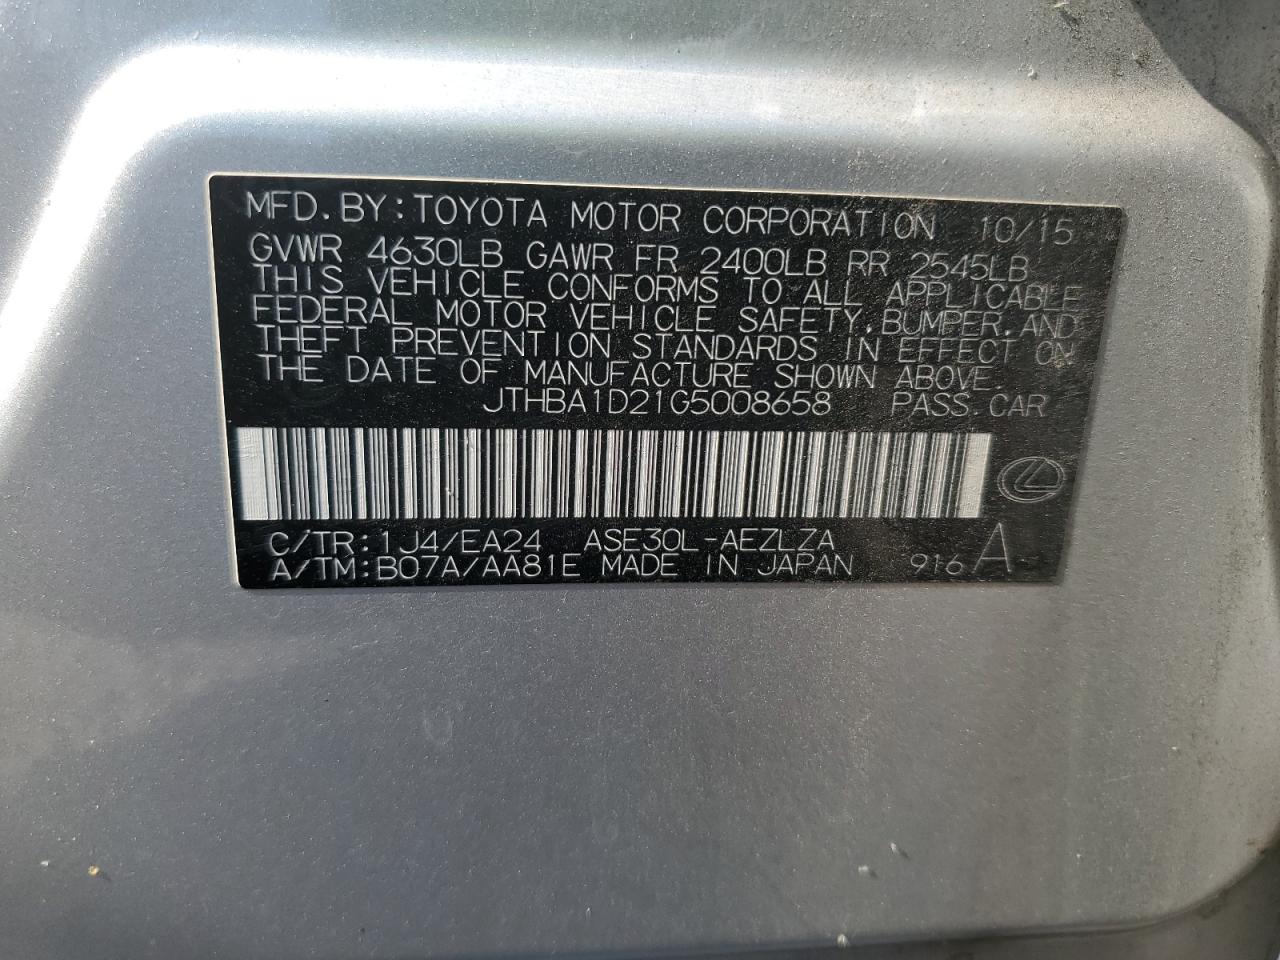 MFD. BY: TOYOTA MOTOR CORPORATION 10/15
GVWR 4630LB GAWR FR 2400LB RR 2545LB
THIS VEHICLE CONFORMS TO ALL APPLICABLE
FEDERAL MOTOR VEHICLE SAFETY, BUMPER, AND
THEFT PREVENTION STANDARDS IN EFFECT ON
THE DATE OF MANUFACTURE SHOWN ABOVE.
JTHBA1D21G5008658 PASS. CAR
C/TR: 1J4/EA24 ASE30L-AEZLZA
A/TM: B07A/AA81E MADE IN JAPAN 916 A